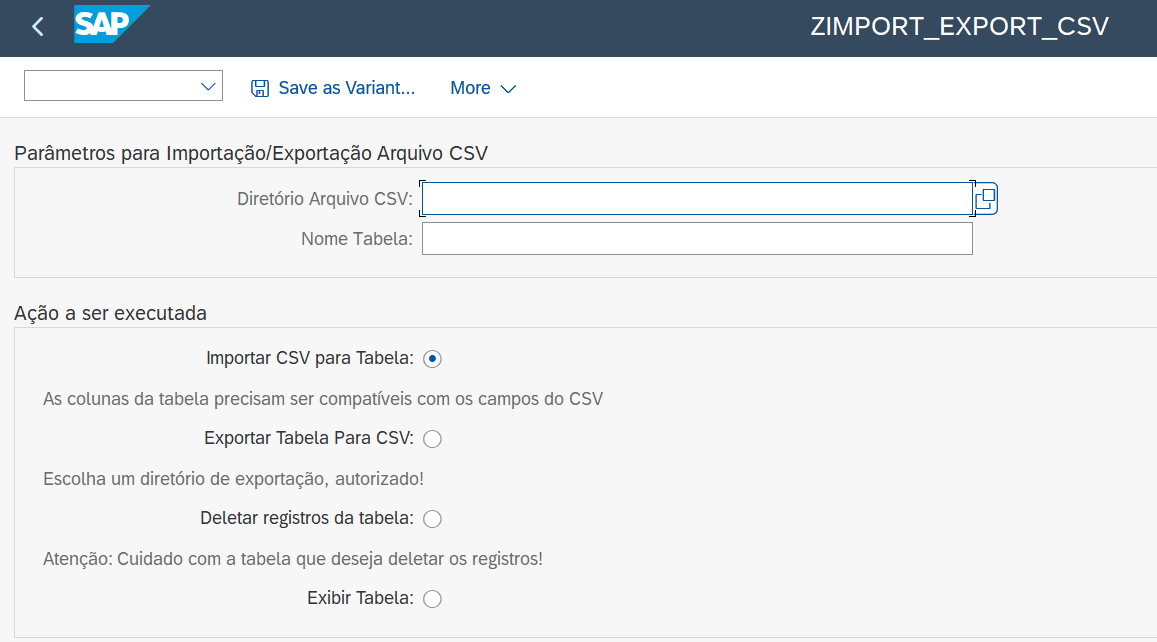 SAP
ZIMPORT_EXPORT_CSV
Save as Variant...
More
Parâmetros para Importação/Exportação Arquivo CSV
Diretório Arquivo CSV:
Nome Tabela:
Ação a ser executada
Importar CSV para Tabela:
As colunas da tabela precisam ser compatíveis com os campos do CSV
Exportar Tabela Para CSV:
Escolha um diretório de exportação, autorizado!
Deletar registros da tabela:
Atenção: Cuidado com a tabela que deseja deletar os registros!
Exibir Tabela: